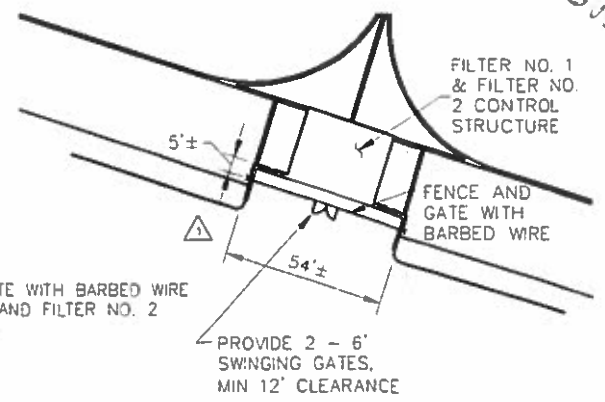 FILTER NO. 1
& FILTER NO.
2 CONTROL
STRUCTURE
5'±
FENCE AND
GATE WITH
BARBED WIRE
1
54'±
TE WITH BARBED WIRE
AND FILTER NO. 2
PROVIDE 2 - 6'
SWINGING GATES,
MIN 12' CLEARANCE